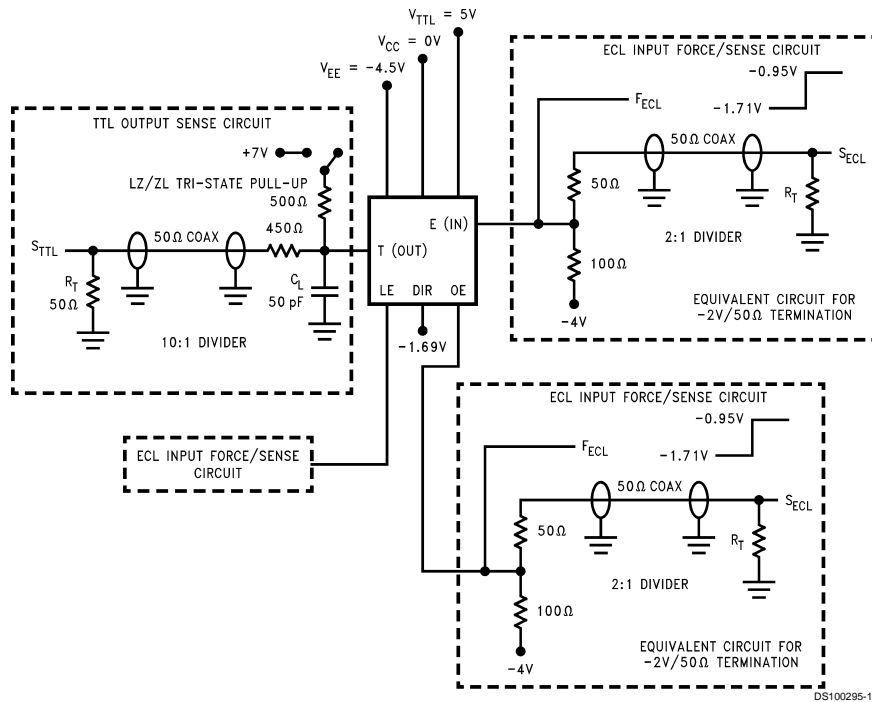 V_TTL = 5V
V_CC = 0V
V_EE = -4.5V
TTL OUTPUT SENSE CIRCUIT
+7V
LZ/ZL TRI-STATE PULL-UP
500Ω
450Ω
S_TTL
50Ω COAX
R_T
50Ω
C_L
50 pF
10:1 DIVIDER
E (IN)
T (OUT)
LE DIR OE
-1.69V
ECL INPUT FORCE/SENSE CIRCUIT
-0.95V
-1.71V
F_ECL
50Ω COAX
S_ECL
50Ω
R_T
2:1 DIVIDER
100Ω
-4V
EQUIVALENT CIRCUIT FOR
-2V/50Ω TERMINATION
ECL INPUT FORCE/SENSE
CIRCUIT
ECL INPUT FORCE/SENSE CIRCUIT
-0.95V
-1.71V
F_ECL
50Ω COAX
S_ECL
50Ω
R_T
2:1 DIVIDER
100Ω
-4V
EQUIVALENT CIRCUIT FOR
-2V/50Ω TERMINATION
DS100295-1